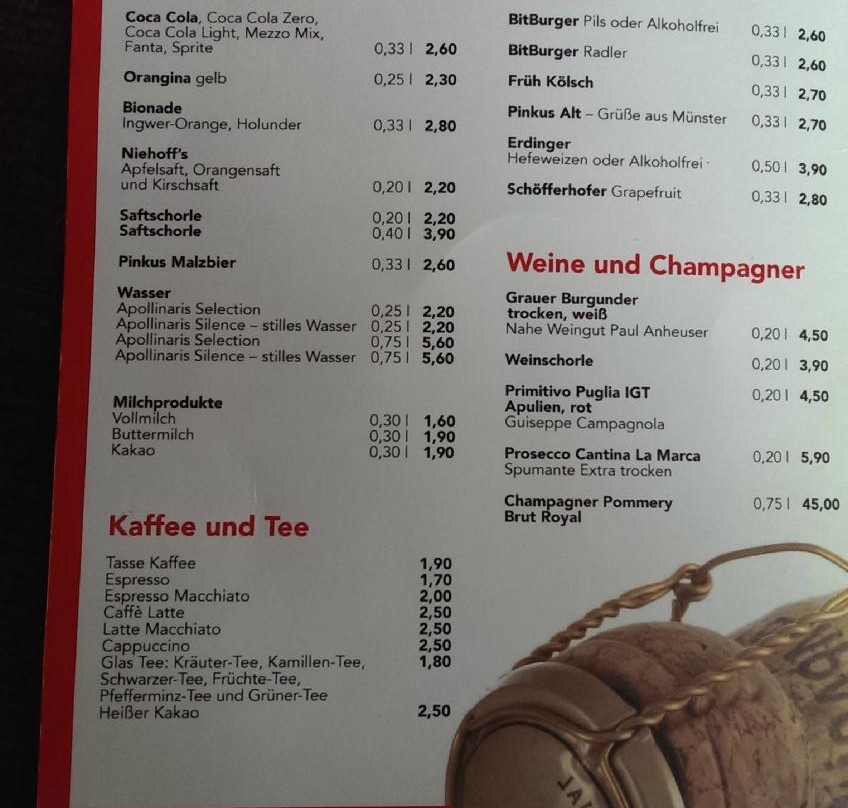 Coca Cola, Coca Cola Zero,
Coca Cola Light, Mezzo Mix,
Fanta, Sprite 0,33 l 2,60
Orangina gelb 0,25 l 2,30
Bionade
Ingwer-Orange, Holunder 0,33 l 2,80
Niehoff's
Apfelsaft, Orangensaft
und Kirschsaft 0,20 l 2,20
Saftschorle 0,20 l 2,20
Saftschorle 0,40 l 3,90
Pinkus Malzbier 0,33 l 2,60
Wasser
Apollinaris Selection 0,25 l 2,20
Apollinaris Silence – stilles Wasser 0,25 l 2,20
Apollinaris Selection 0,75 l 5,60
Apollinaris Silence – stilles Wasser 0,75 l 5,60
Milchprodukte
Vollmilch 0,30 l 1,60
Buttermilch 0,30 l 1,90
Kakao 0,30 l 1,90
Kaffee und Tee
Tasse Kaffee 1,90
Espresso 1,70
Espresso Macchiato 2,00
Caffè Latte 2,50
Latte Macchiato 2,50
Cappuccino 2,50
Glas Tee: Kräuter-Tee, Kamillen-Tee, 1,80
Schwarzer-Tee, Früchte-Tee,
Pfefferminz-Tee und Grüner-Tee
Heißer Kakao 2,50
BitBurger Pils oder Alkoholfrei 0,33 l 2,60
BitBurger Radler 0,33 l 2,60
Früh Kölsch 0,33 l 2,70
Pinkus Alt – Grüße aus Münster 0,33 l 2,70
Erdinger
Hefeweizen oder Alkoholfrei · 0,50 l 3,90
Schöfferhofer Grapefruit 0,33 l 2,80
Weine und Champagner
Grauer Burgunder
trocken, weiß
Nahe Weingut Paul Anheuser 0,20 l 4,50
Weinschorle 0,20 l 3,90
Primitivo Puglia IGT 0,20 l 4,50
Apulien, rot
Guiseppe Campagnola
Prosecco Cantina La Marca 0,20 l 5,90
Spumante Extra trocken
Champagner Pommery 0,75 l 45,00
Brut Royal